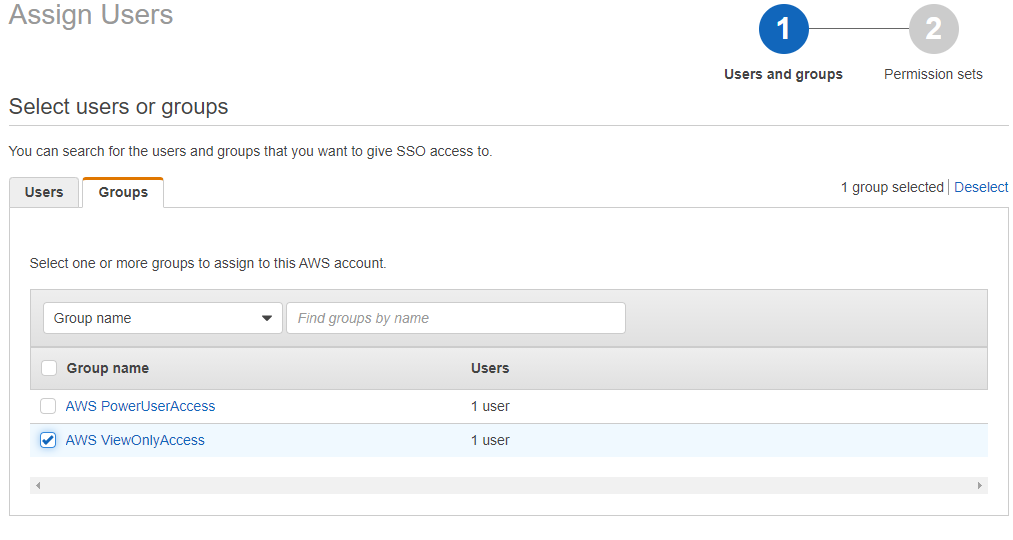 Assign Users
1
2
Users and groups
Permission sets
Select users or groups
You can search for the users and groups that you want to give SSO access to.
Users
Groups
1 group selected
Deselect
Select one or more groups to assign to this AWS account.
Group name
Find groups by name
Group name
Users
AWS PowerUserAccess
1 user
AWS ViewOnlyAccess
1 user